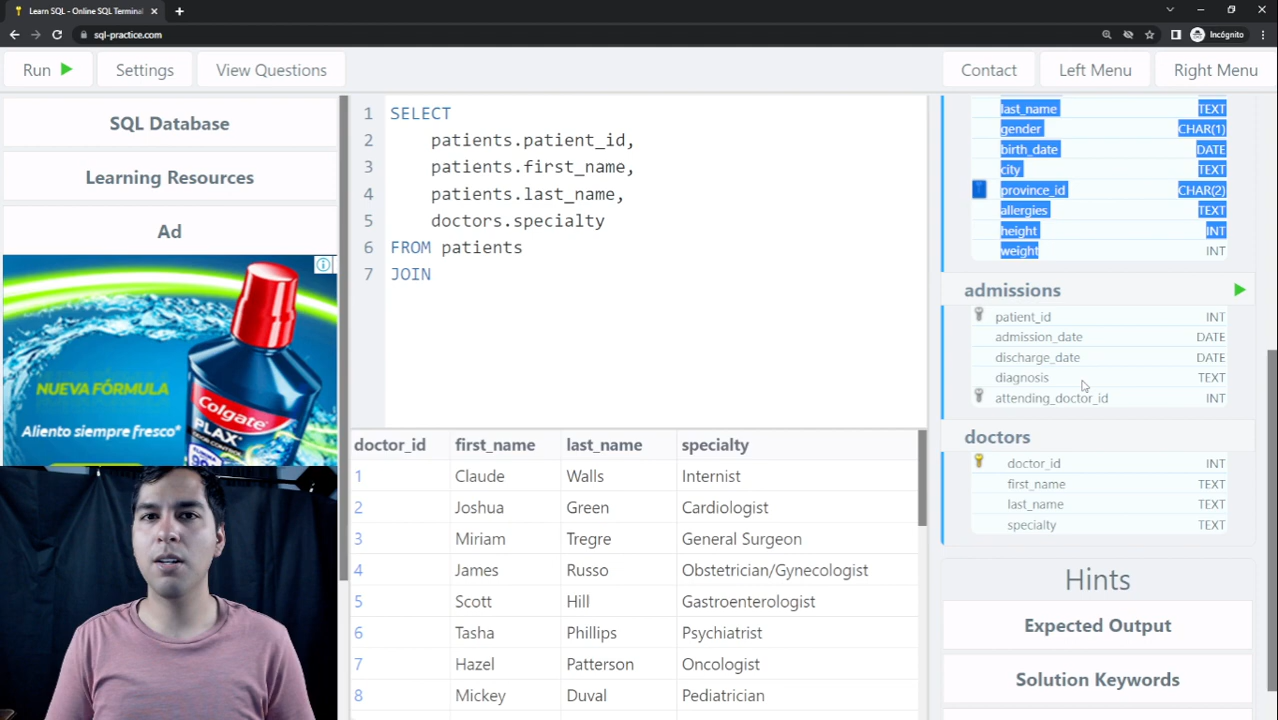 Learn SQL - Online SQL Terminal
sql-practice.com
Incógnito
Run
Settings
View Questions
Contact
Left Menu
Right Menu
SQL Database
Learning Resources
Ad
NUEVA FÓRMULA
Aliento siempre fresco*
Colgate
PLAX
1 SELECT
2 patients.patient_id,
3 patients.first_name,
4 patients.last_name,
5 doctors.specialty
6 FROM patients
7 JOIN
doctor_id first_name last_name specialty
1 Claude Walls Internist
2 Joshua Green Cardiologist
3 Miriam Tregre General Surgeon
4 James Russo Obstetrician/Gynecologist
5 Scott Hill Gastroenterologist
6 Tasha Phillips Psychiatrist
7 Hazel Patterson Oncologist
8 Mickey Duval Pediatrician
last_name TEXT
gender CHAR(1)
birth_date DATE
city TEXT
province_id CHAR(2)
allergies TEXT
height INT
weight INT
admissions
patient_id INT
admission_date DATE
discharge_date DATE
diagnosis TEXT
attending_doctor_id INT
doctors
doctor_id INT
first_name TEXT
last_name TEXT
specialty TEXT
Hints
Expected Output
Solution Keywords